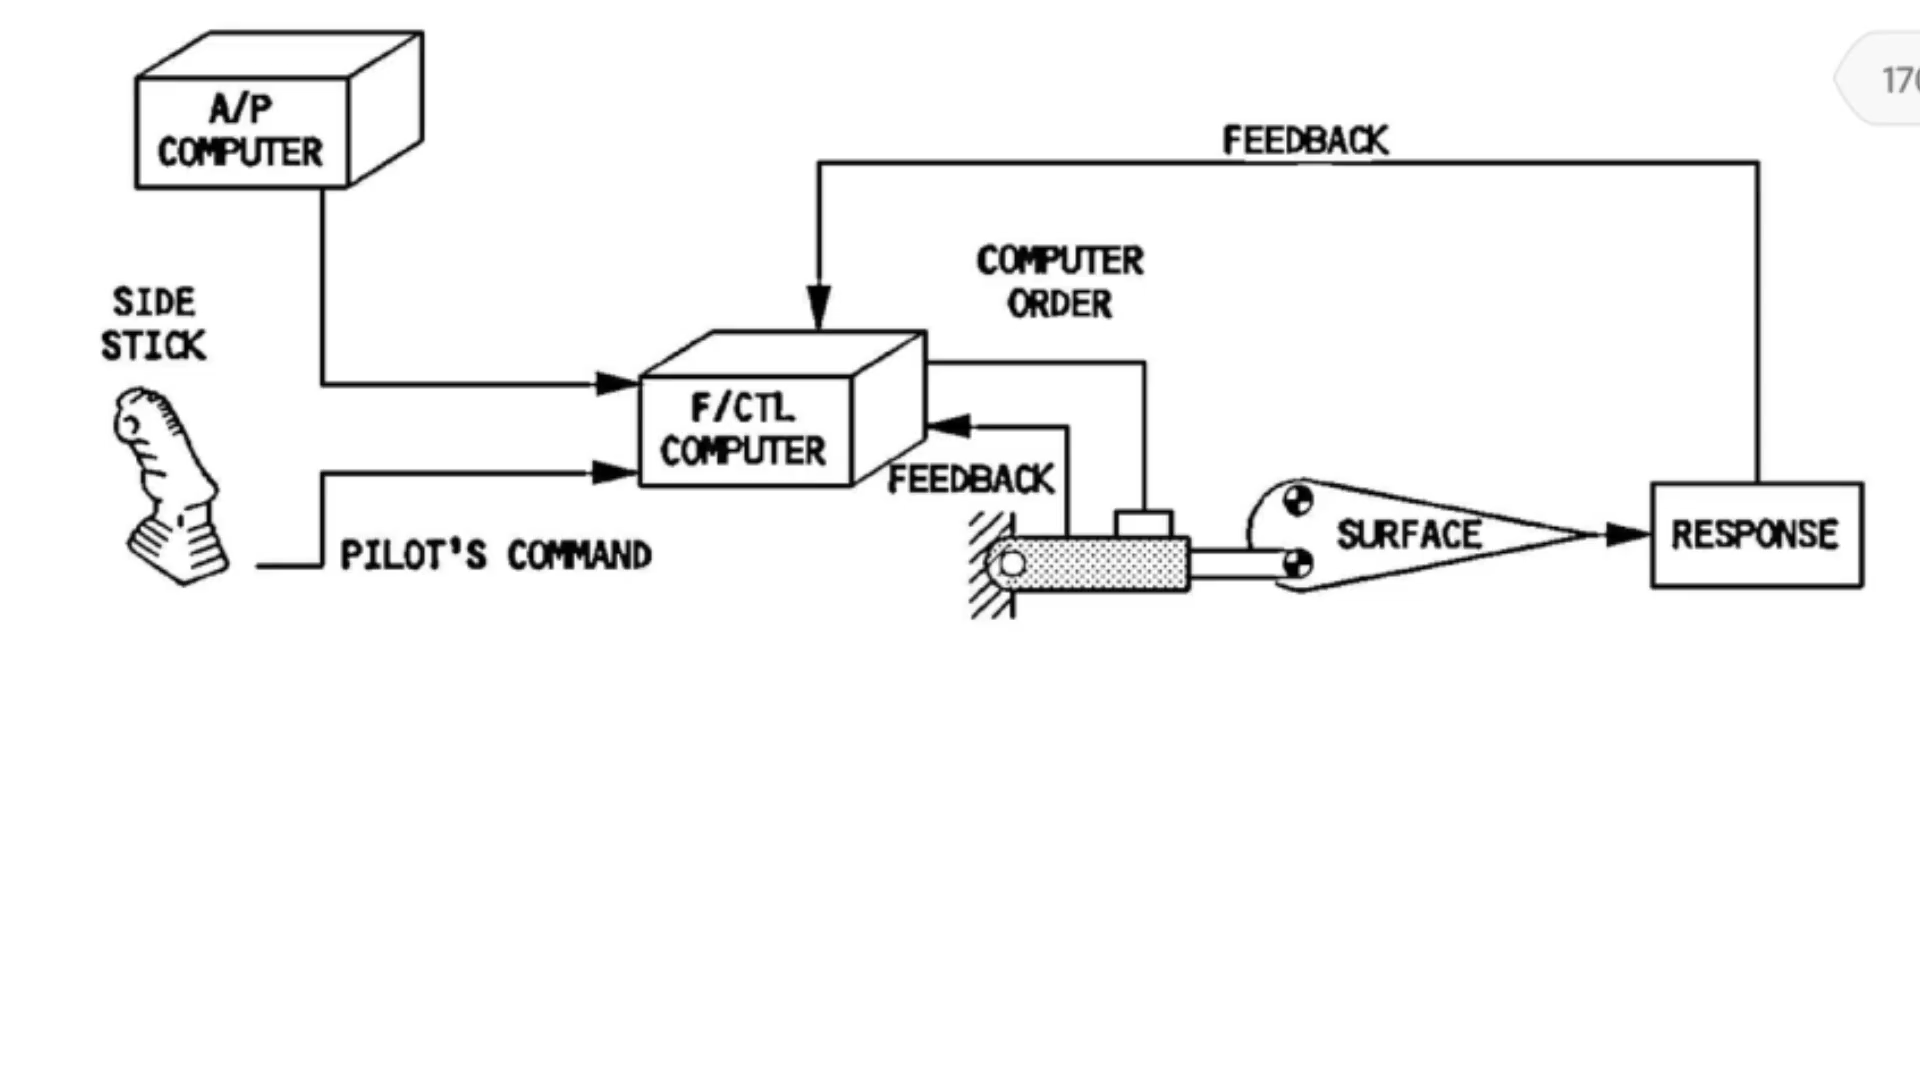 A/P
COMPUTER
FEEDBACK
COMPUTER
ORDER
SIDE
STICK
F/CTL
COMPUTER
FEEDBACK
PILOT'S COMMAND
SURFACE
RESPONSE